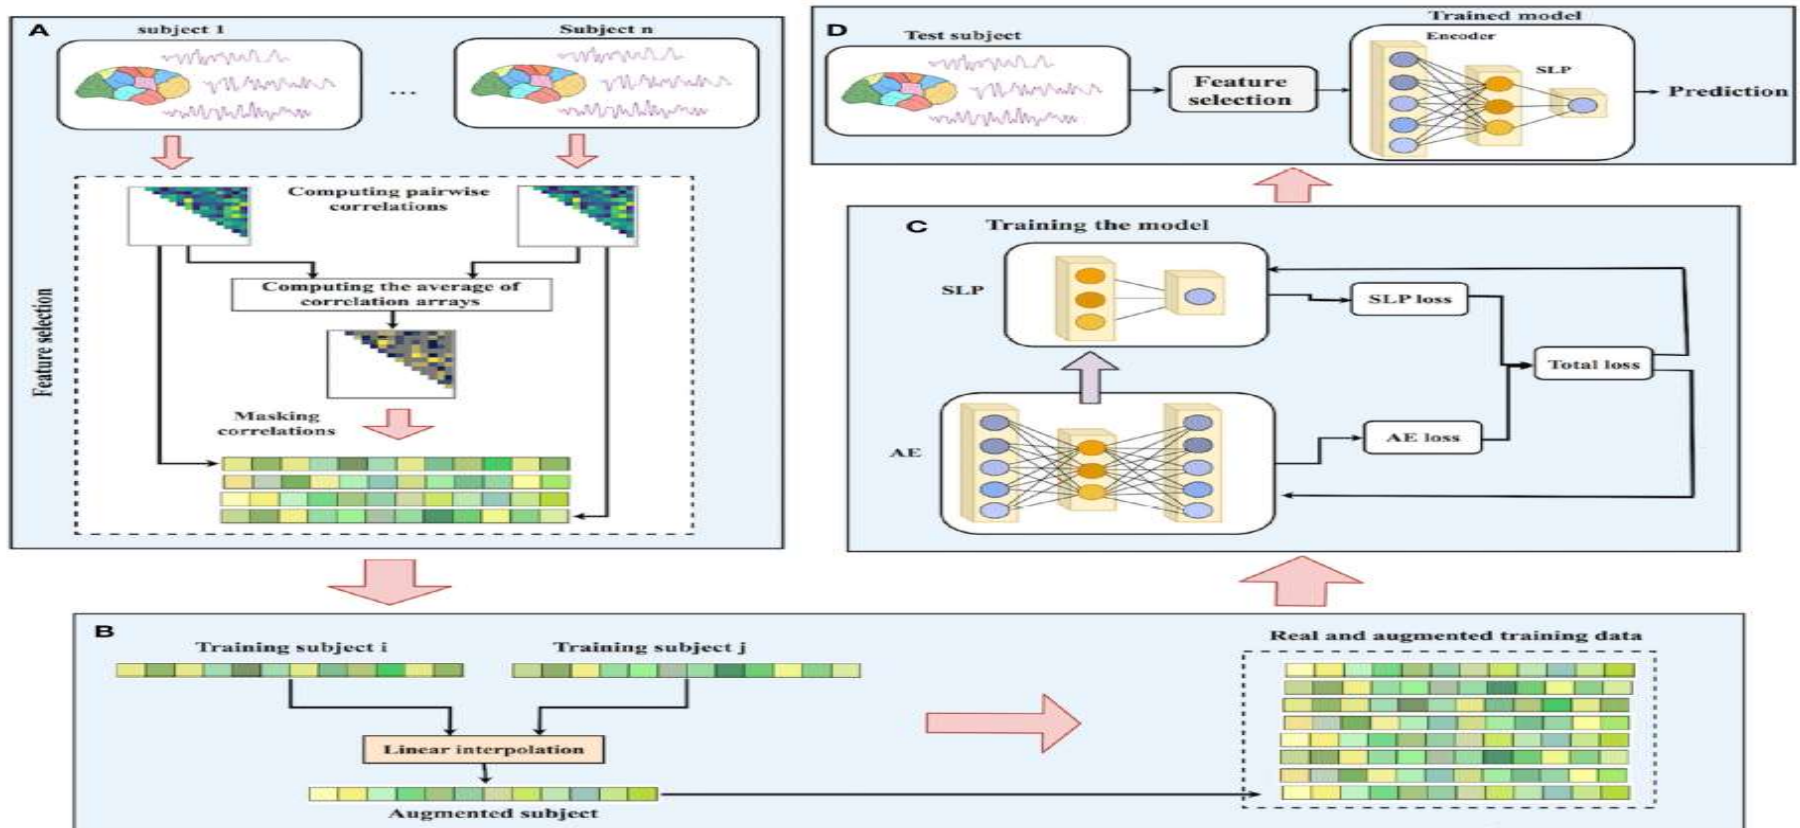 A
subject 1
Subject n
...
Computing pairwise
correlations
Computing the average of
correlation arrays
Feature selection
Masking
correlations
B
Training subject i
Training subject j
Linear interpolation
Augmented subject
Real and augmented training data
C
Training the model
SLP
SLP loss
Total loss
AE
AE loss
D
Test subject
Feature
selection
Trained model
Encoder
SLP
Prediction